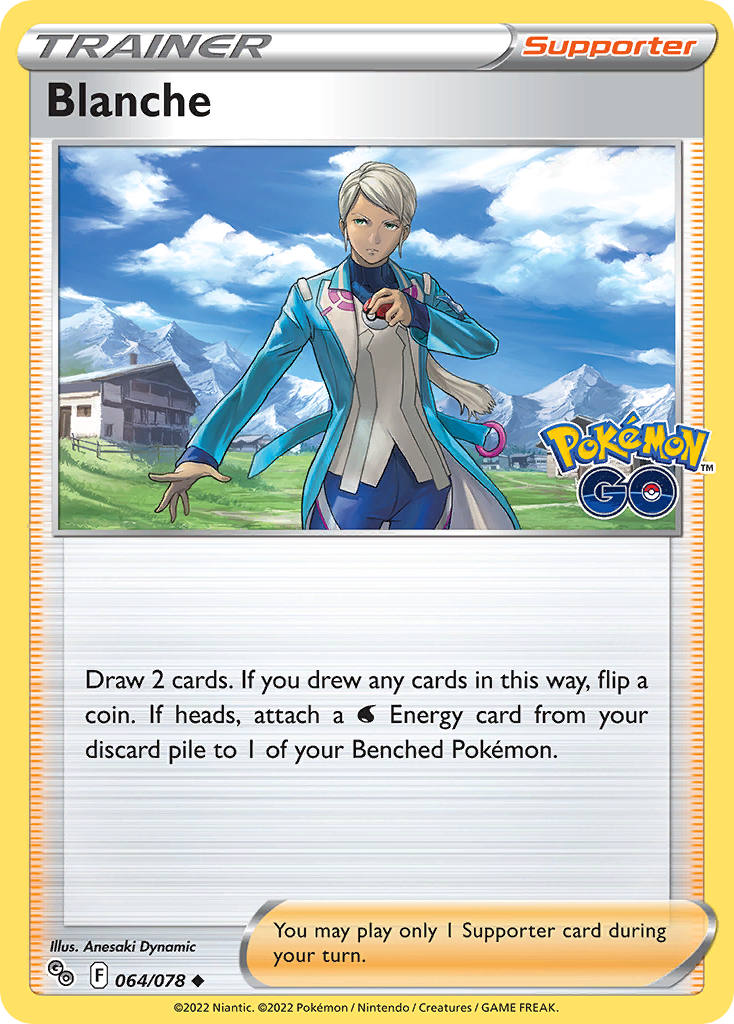 TRAINER
Supporter
Blanche
POKéMON
GO
TM
Draw 2 cards. If you drew any cards in this way, flip a
coin. If heads, attach a Energy card from your
discard pile to 1 of your Benched Pokémon.
Illus. Anesaki Dynamic
You may play only 1 Supporter card during
your turn.
GO F 064/078
©2022 Niantic. ©2022 Pokémon / Nintendo / Creatures / GAME FREAK.